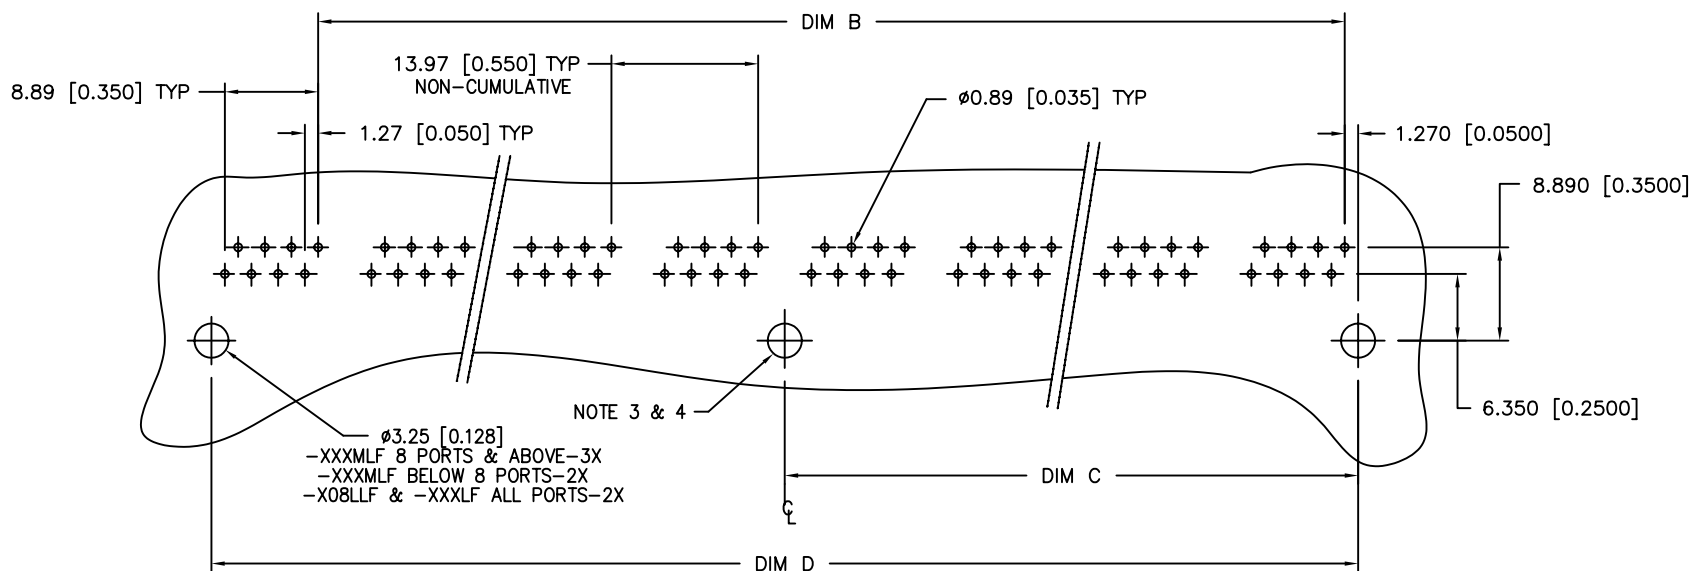 DIM B
13.97 [0.550] TYP
NON-CUMULATIVE
8.89 [0.350] TYP
ø0.89 [0.035] TYP
1.27 [0.050] TYP
1.270 [0.0500]
8.890 [0.3500]
NOTE 3 & 4
6.350 [0.2500]
ø3.25 [0.128]
-XXXMLF 8 PORTS & ABOVE-3X
-XXXMLF BELOW 8 PORTS-2X
-X08LLF & -XXXLF ALL PORTS-2X
DIM C
CL
DIM D